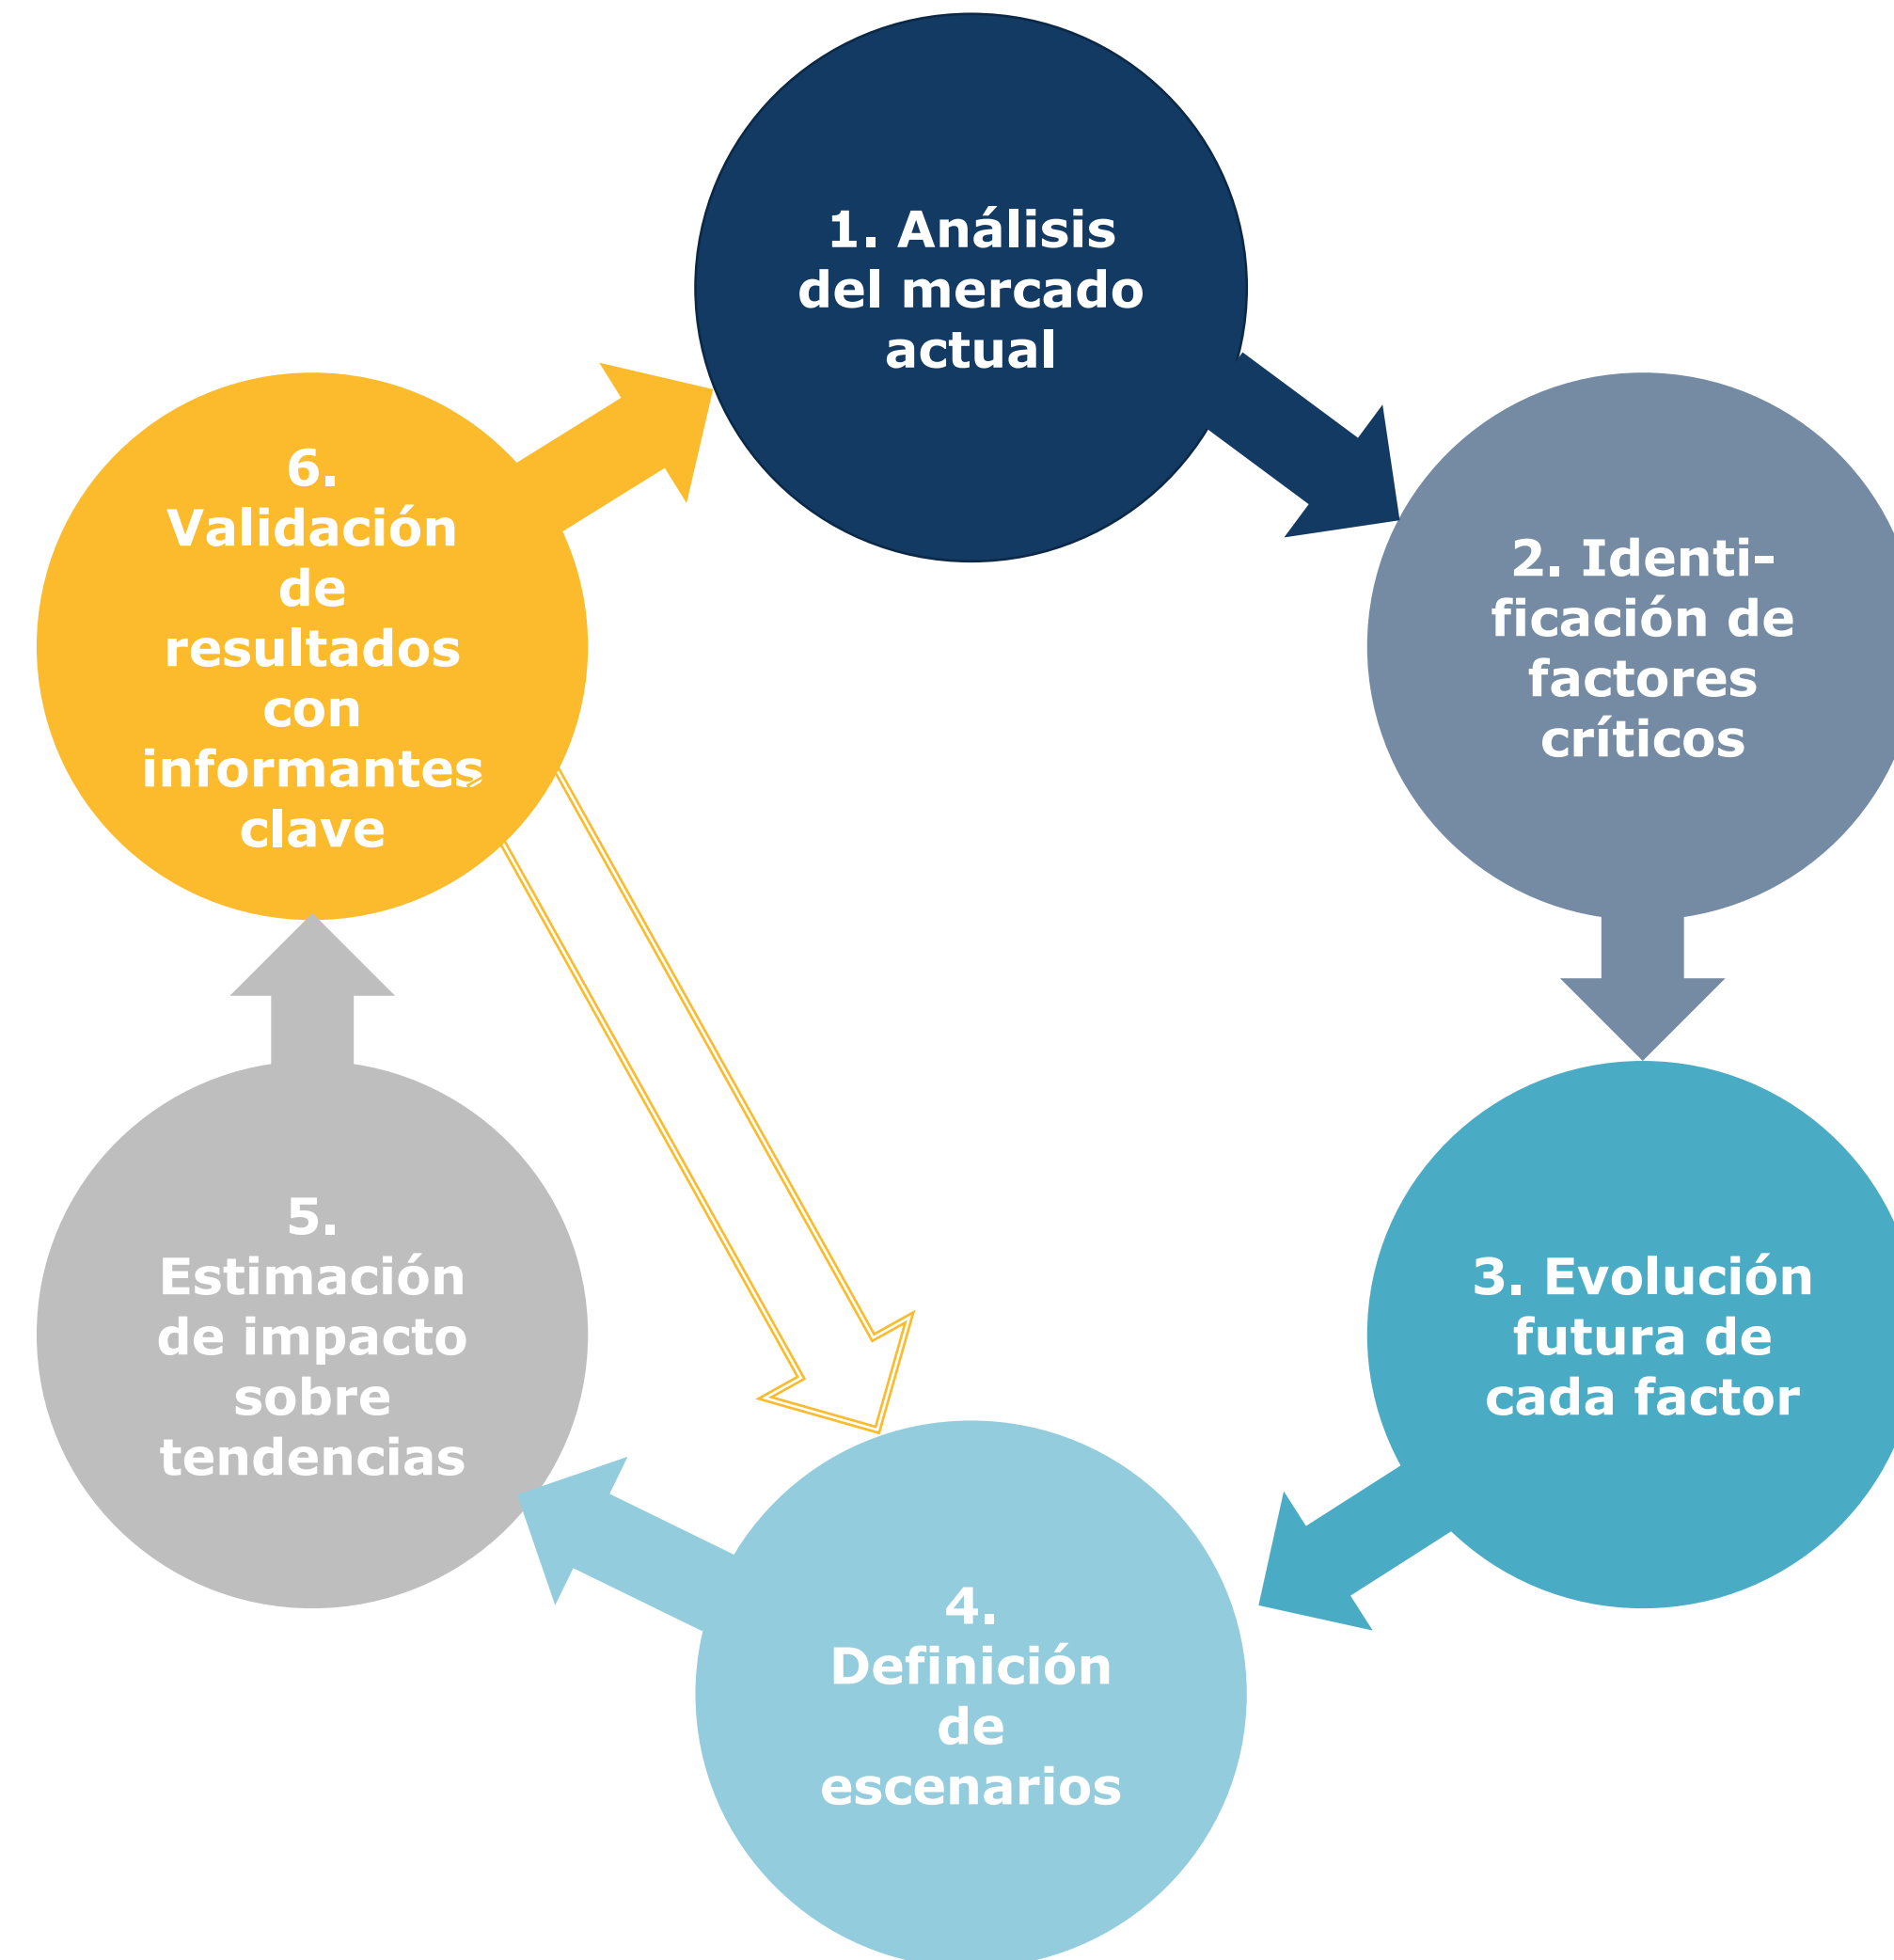 1. Análisis
del mercado
actual
2. Identi-
ficación de
factores
críticos
3. Evolución
futura de
cada factor
4.
Definición
de
escenarios
5.
Estimación
de impacto
sobre
tendencias
6.
Validación
de
resultados
con
informantes
clave